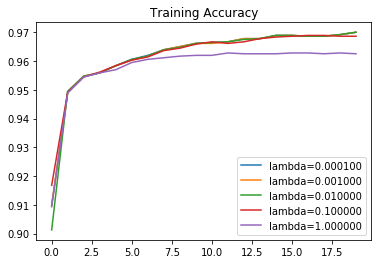 Training Accuracy
0.97
0.96
0.95
0.94
0.93
0.92
0.91
0.90
0.0 2.5 5.0 7.5 10.0 12.5 15.0 17.5
lambda=0.000100
lambda=0.001000
lambda=0.010000
lambda=0.100000
lambda=1.000000